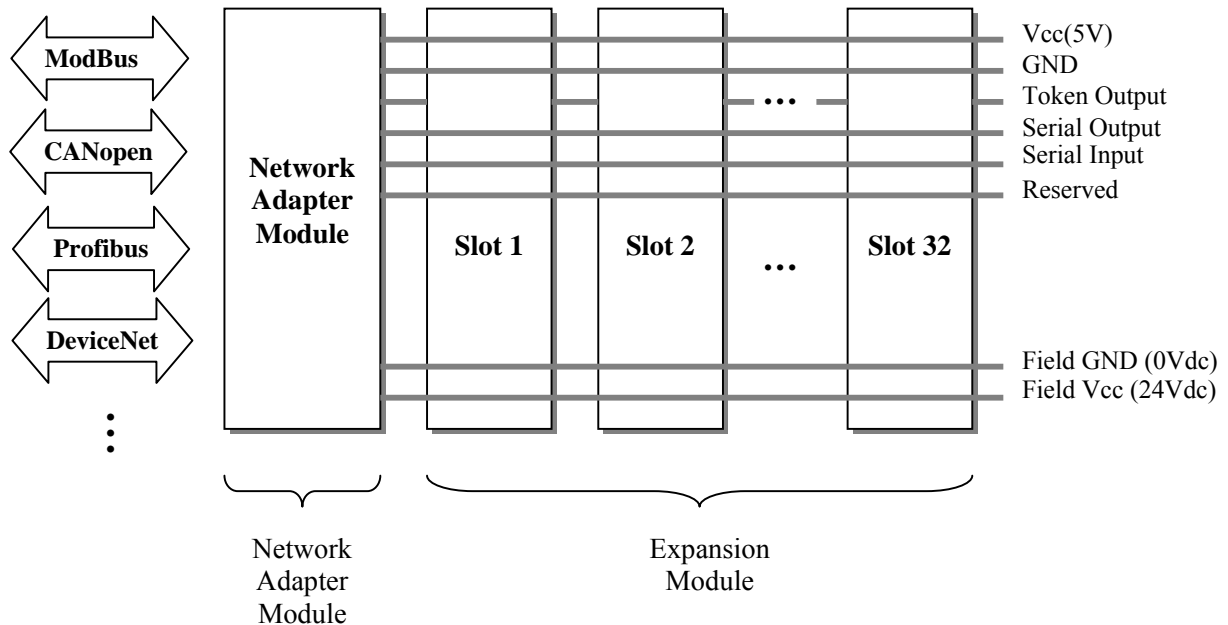 ModBus
CANopen
Profibus
DeviceNet
Network
Adapter
Module
Slot 1
Slot 2
Slot 32
Vcc(5V)
GND
Token Output
Serial Output
Serial Input
Reserved
Field GND (0Vdc)
Field Vcc (24Vdc)
Network
Adapter
Module
Expansion
Module